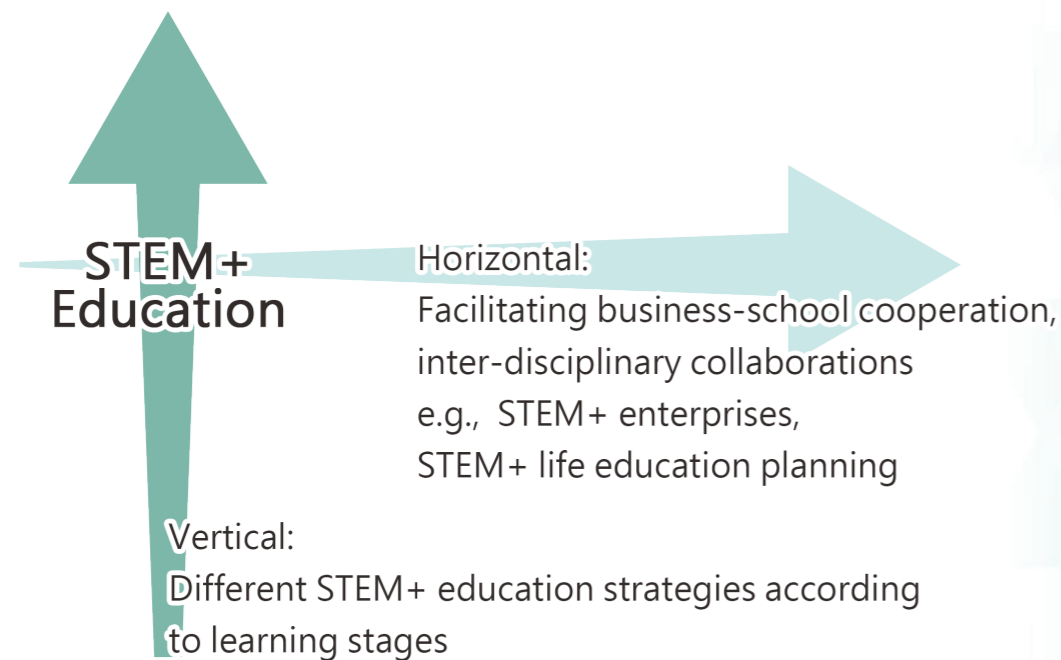 STEM+
Education
Horizontal:
Facilitating business-school cooperation,
inter-disciplinary collaborations
e.g., STEM+ enterprises,
STEM+ life education planning
Vertical:
Different STEM+ education strategies according
to learning stages